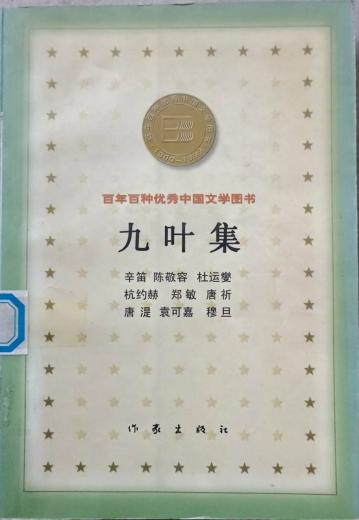 百年百种优秀中国文学图书
九叶集
辛笛 陈敬容 杜运燮
杭约赫 郑敏 唐祈
唐湜 袁可嘉 穆旦
作家出版社